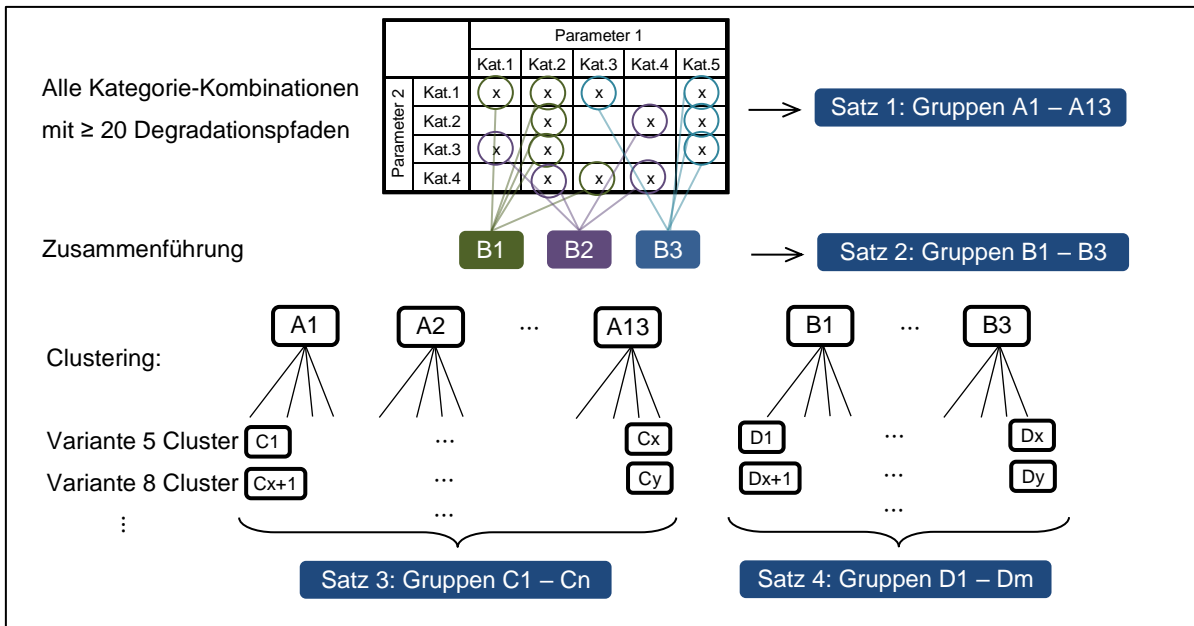 Parameter 1
Kat.1 Kat.2 Kat.3 Kat.4 Kat.5
Parameter 2
Kat.1 x x x x
Kat.2 x x x
Kat.3 x x x
Kat.4 x x x
Alle Kategorie-Kombinationen
mit ≥ 20 Degradationspfaden
Satz 1: Gruppen A1 – A13
Zusammenführung
B1 B2 B3
Satz 2: Gruppen B1 – B3
A1 A2 ... A13 B1 ... B3
Clustering:
Variante 5 Cluster C1 ... Cx D1 ... Dx
Variante 8 Cluster Cx+1 ... Cy Dx+1 ... Dy
⋮ ... ...
Satz 3: Gruppen C1 – Cn Satz 4: Gruppen D1 – Dm